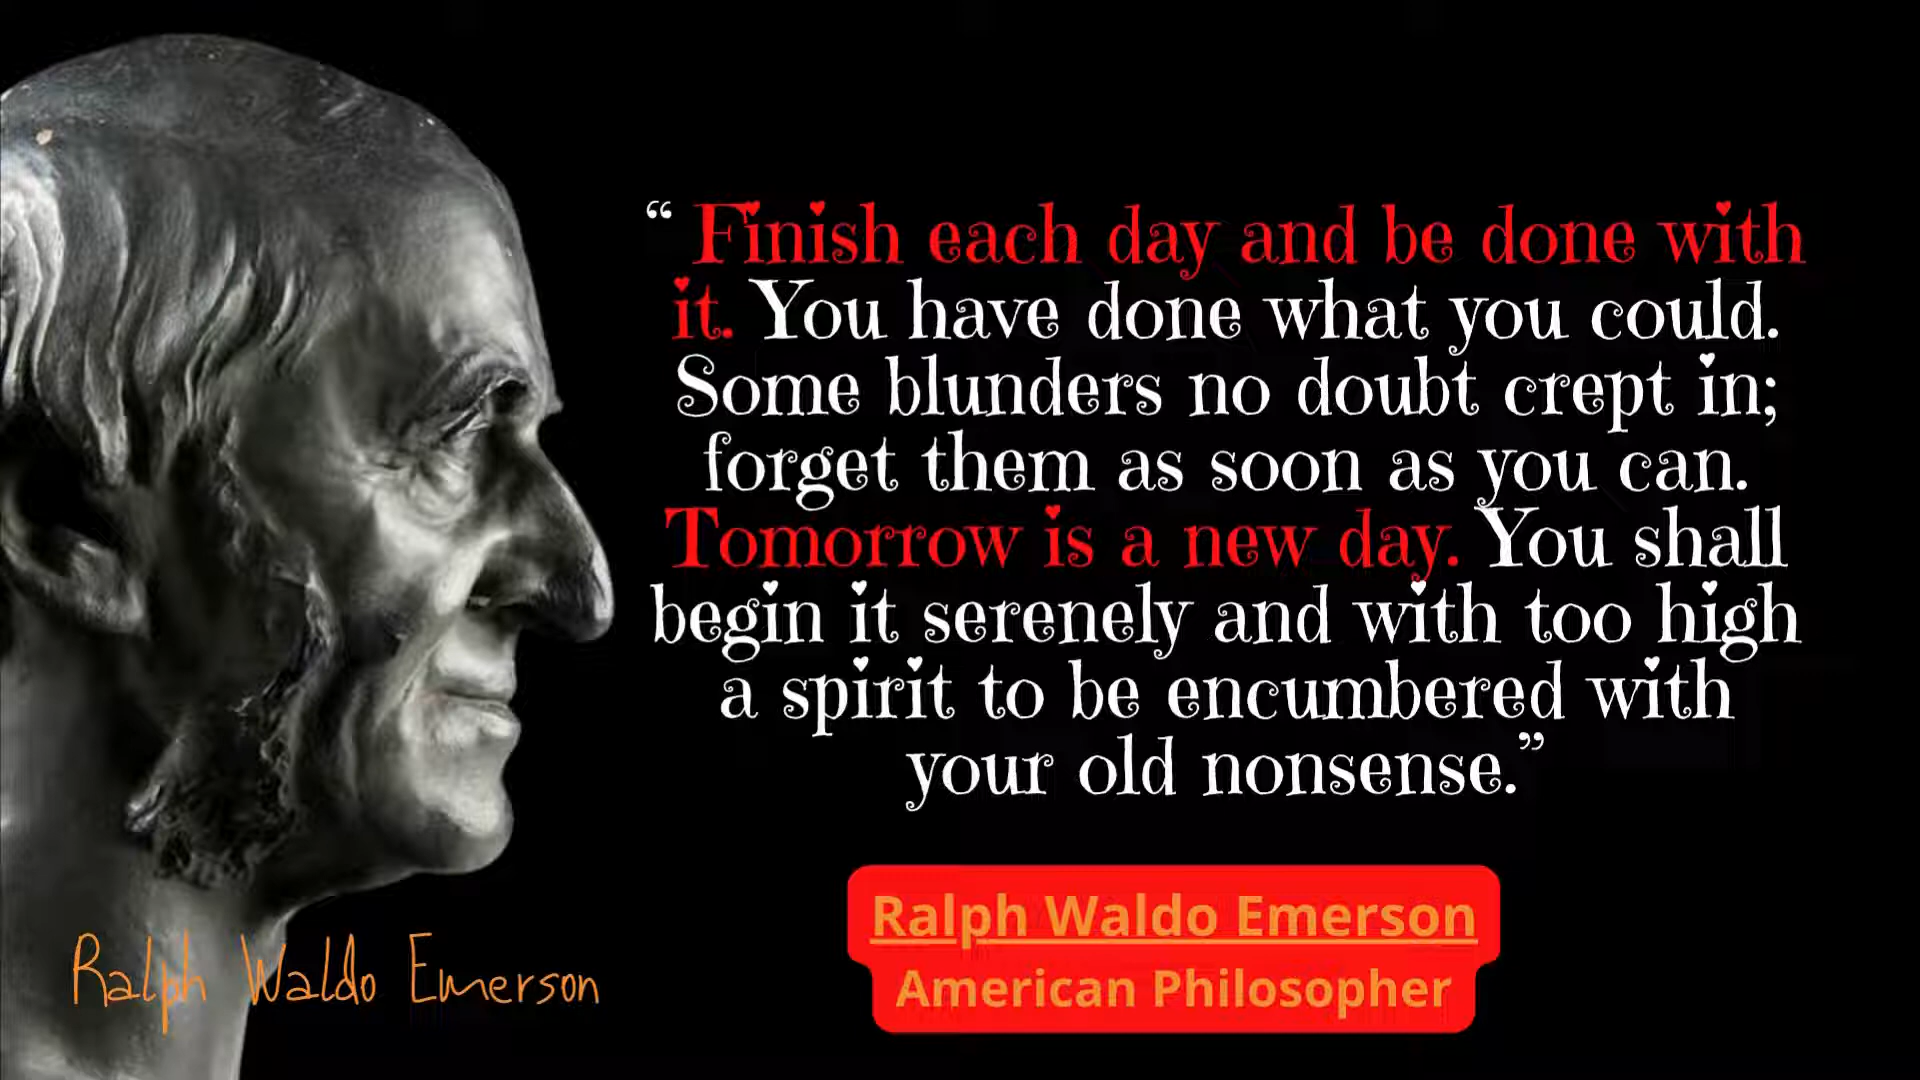 “ Finish each day and be done with
it. You have done what you could.
Some blunders no doubt crept in;
forget them as soon as you can.
Tomorrow is a new day. You shall
begin it serenely and with too high
a spirit to be encumbered with
your old nonsense.”
Ralph Waldo Emerson
American Philosopher
Ralph Waldo Emerson